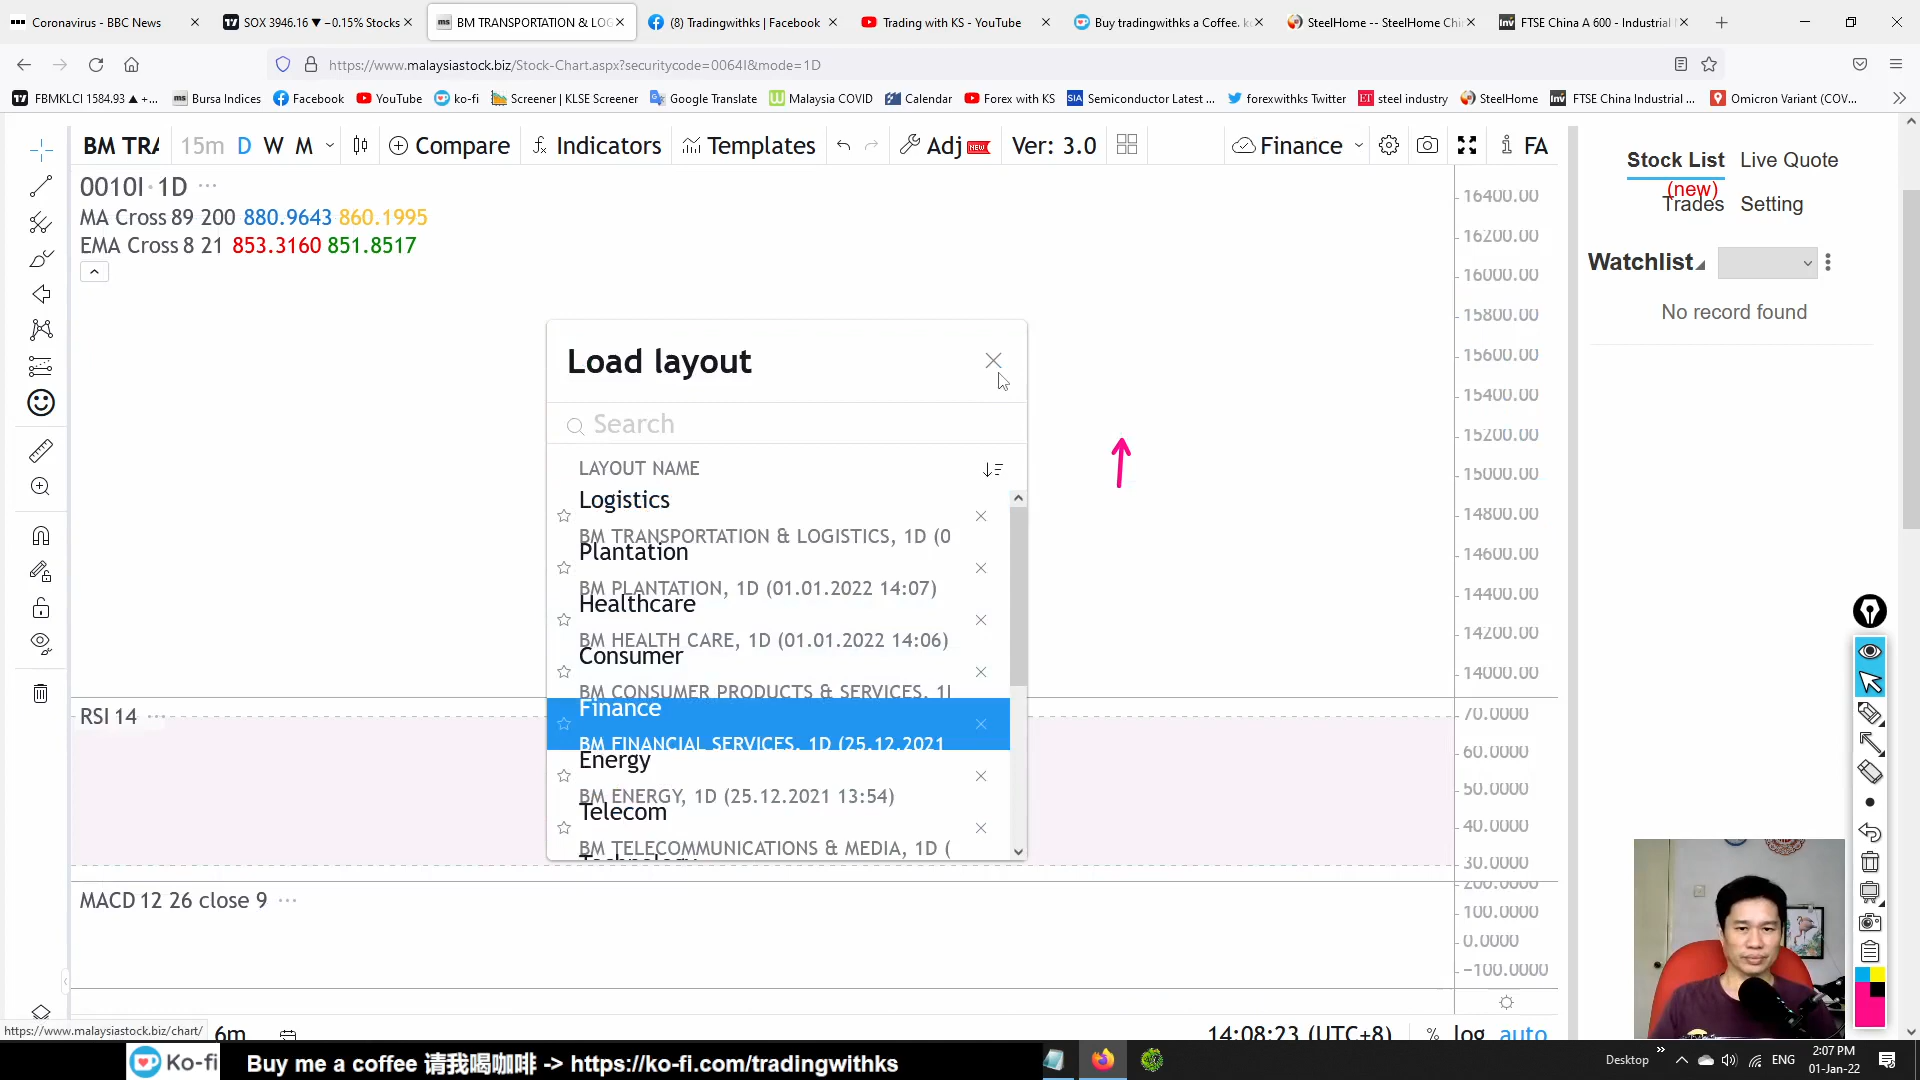 Coronavirus - BBC News
SOX 3946.16 ▼ −0.15% Stocks
BM TRANSPORTATION & LOG
(8) Tradingwithks | Facebook
Trading with KS - YouTube
Buy tradingwithks a Coffee.
SteelHome -- SteelHome Chi
FTSE China A 600 - Industrial
https://www.malaysiastock.biz/Stock-Chart.aspx?securitycode=0064I&mode=1D
FBMKLCI 1584.93 ▲ +...
Bursa Indices
Facebook
YouTube
ko-fi
Screener | KLSE Screener
Google Translate
Malaysia COVID
Calendar
Forex with KS
Semiconductor Latest ...
forexwithks Twitter
steel industry
SteelHome
FTSE China Industrial ...
Omicron Variant (COV...
BM TRA
15m D W M
Compare
Indicators
Templates
Adj NEW
Ver: 3.0
Finance
FA
0010I · 1D
MA Cross 89 200 880.9643 860.1995
EMA Cross 8 21 853.3160 851.8517
Load layout
Search
LAYOUT NAME
Logistics
BM TRANSPORTATION & LOGISTICS, 1D (0
Plantation
BM PLANTATION, 1D (01.01.2022 14:07)
Healthcare
BM HEALTH CARE, 1D (01.01.2022 14:06)
Consumer
BM CONSUMER PRODUCTS & SERVICES, 1
Finance
BM FINANCIAL SERVICES, 1D (25.12.2021
Energy
BM ENERGY, 1D (25.12.2021 13:54)
Telecom
BM TELECOMMUNICATIONS & MEDIA, 1D (
Technology
16400.00
16200.00
16000.00
15800.00
15600.00
15400.00
15200.00
15000.00
14800.00
14600.00
14400.00
14200.00
14000.00
RSI 14
70.0000
60.0000
50.0000
40.0000
30.0000
MACD 12 26 close 9
200.0000
100.0000
0.0000
−100.0000
Stock List
Live Quote
(new)
Trades
Setting
Watchlist
No record found
https://www.malaysiastock.biz/chart/
6m
14:08:23 (UTC+8)
% log auto
Ko-fi
Buy me a coffee 请我喝咖啡 -> https://ko-fi.com/tradingwithks
Desktop
ENG
2:07 PM
01-Jan-22